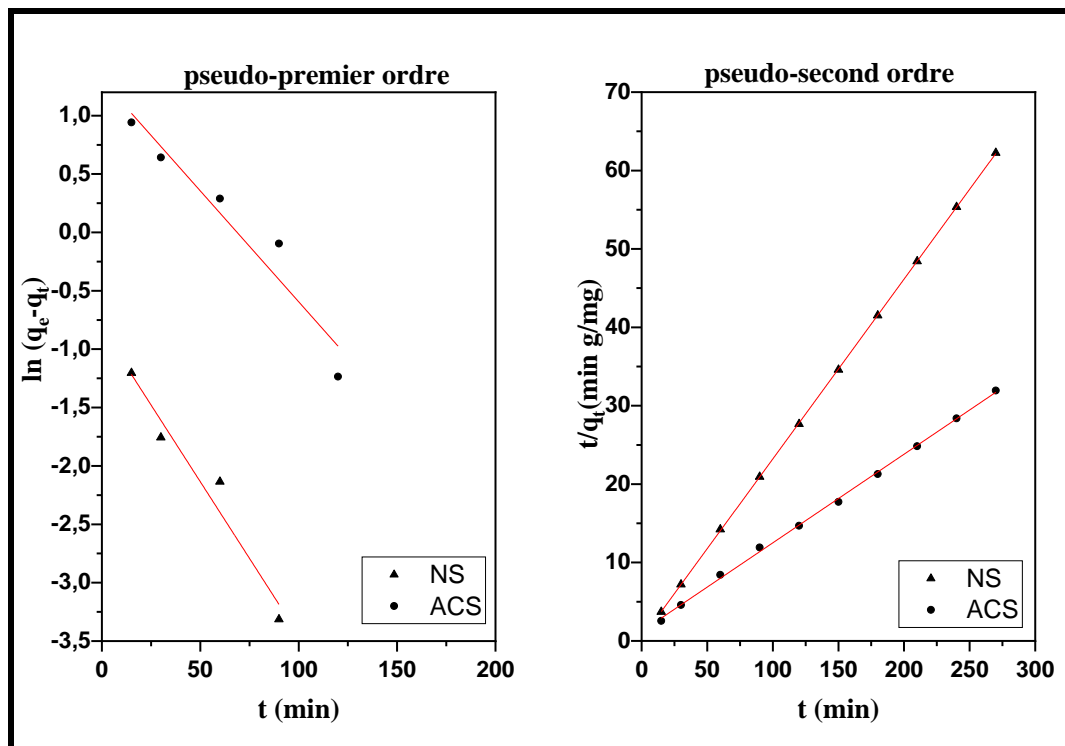 pseudo-premier ordre
1,0
0,5
0,0
-0,5
-1,0
-1,5
-2,0
-2,5
-3,0
-3,5
ln (qe-qt)
0 50 100 150 200
t (min)
NS
ACS
pseudo-second ordre
70
60
50
40
30
20
10
0
t/qt(min g/mg)
0 50 100 150 200 250 300
t (min)
NS
ACS